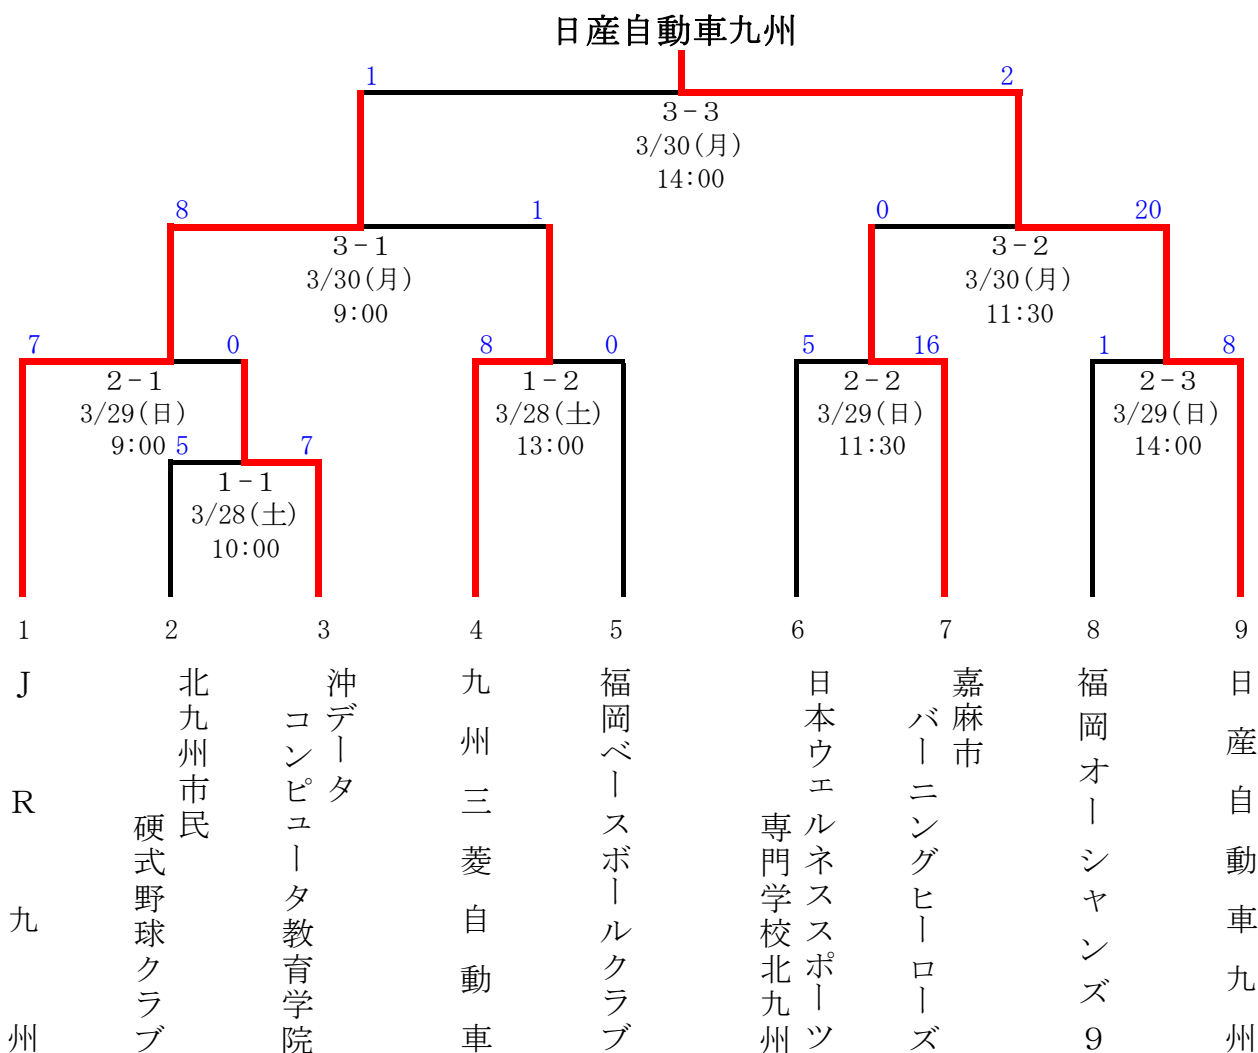 日産自動車九州
1
2
3-3
3/30(月)
14:00
8
1
0
20
3-1
3/30(月)
9:00
3-2
3/30(月)
11:30
7
0
8
0
5
16
1
8
2-1
3/29(日)
9:00
1-2
3/28(土)
13:00
2-2
3/29(日)
11:30
2-3
3/29(日)
14:00
5
7
1-1
3/28(土)
10:00
1
2
3
4
5
6
7
8
9
JR九州
北九州市民
硬式野球クラブ
沖データ
コンピュータ教育学院
九州三菱自動車
福岡ベースボールクラブ
日本ウェルネススポーツ
専門学校北九州
嘉麻市
バーニングヒーローズ
福岡オーシャンズ9
日産自動車九州